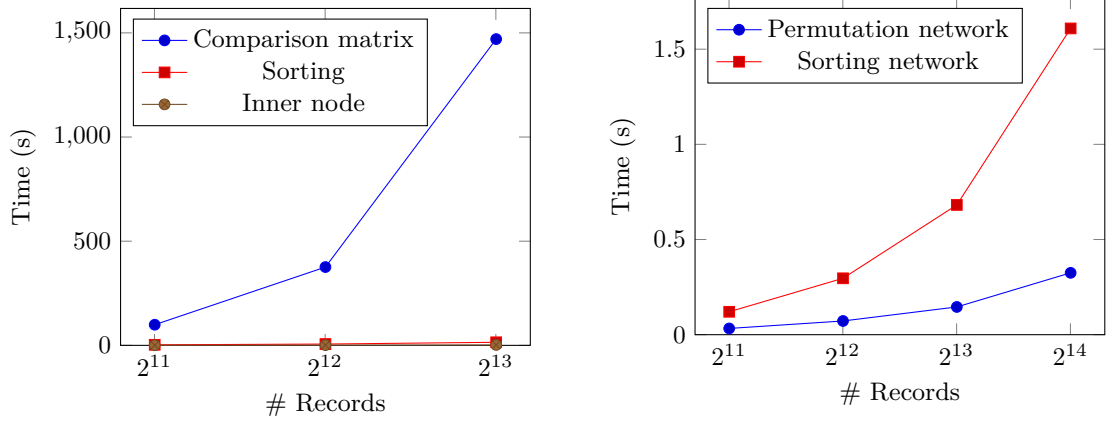 Comparison matrix
Sorting
Inner node
1,500
1,000
500
0
Time (s)
2^11
2^12
2^13
# Records
Permutation network
Sorting network
1.5
1
0.5
0
Time (s)
2^11
2^12
2^13
2^14
# Records